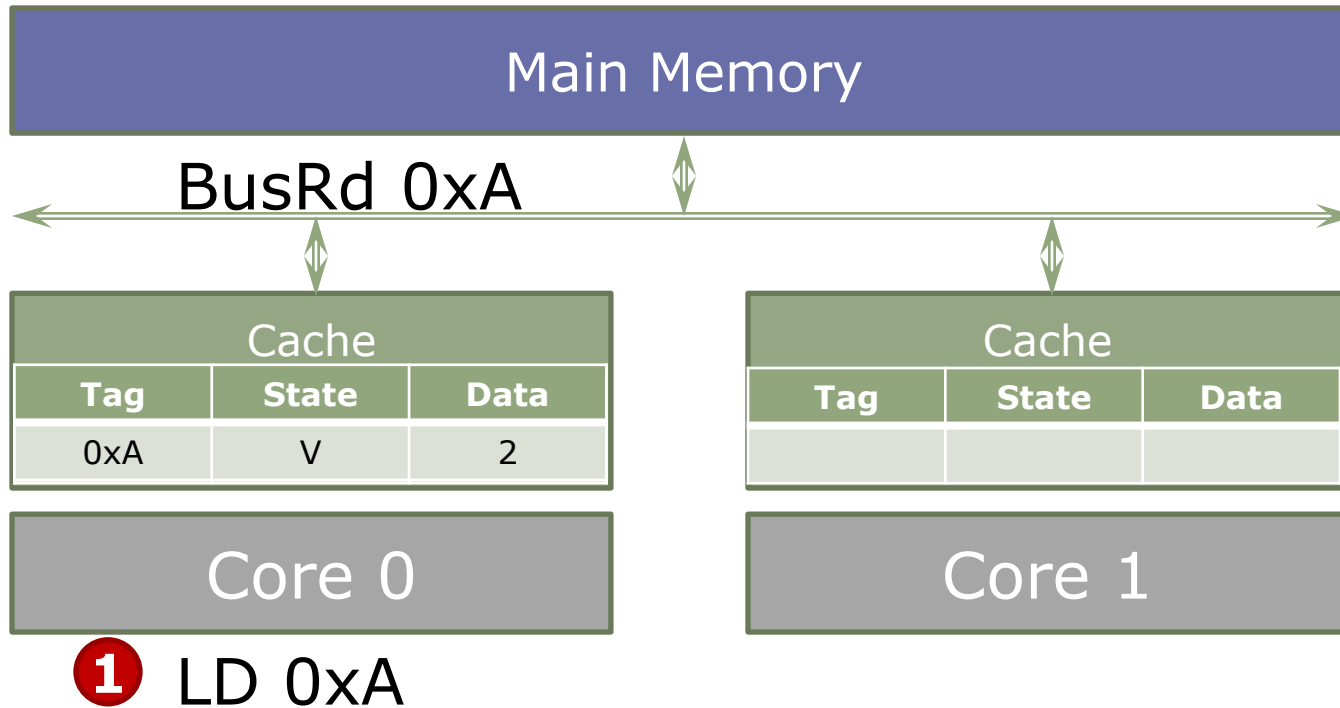 Main Memory
BusRd 0xA
Cache
Tag State Data
0xA V 2
Cache
Tag State Data
Core 0
Core 1
1 LD 0xA